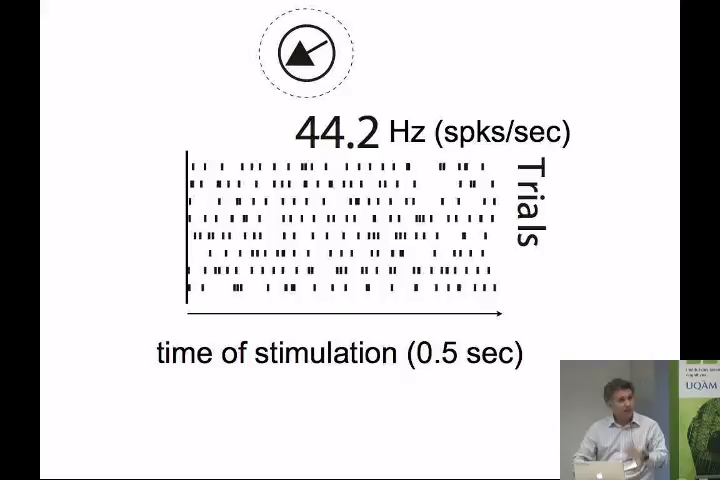 44.2 Hz (spks/sec)
Trials
time of stimulation (0.5 sec)
UQÀM